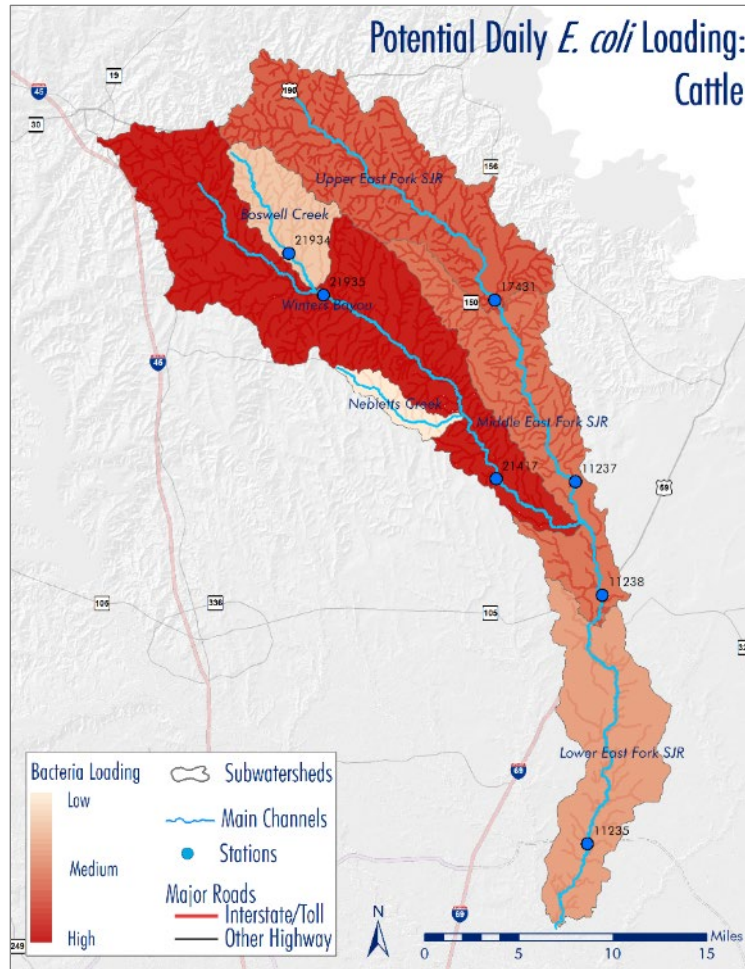 Potential Daily E. coli Loading:
Cattle
45
19
30
190
156
Upper East Fork SJR
Boswell Creek
21934
21935
Winters Bayou
17431
150
45
Nebletts Creek
Middle East Fork SJR
21417
11237
59
11238
105
336
105
Lower East Fork SJR
69
11235
69
249
Bacteria Loading
Low
Medium
High
Subwatersheds
Main Channels
Stations
Major Roads
Interstate/Toll
Other Highway
N
Miles
0 5 10 15